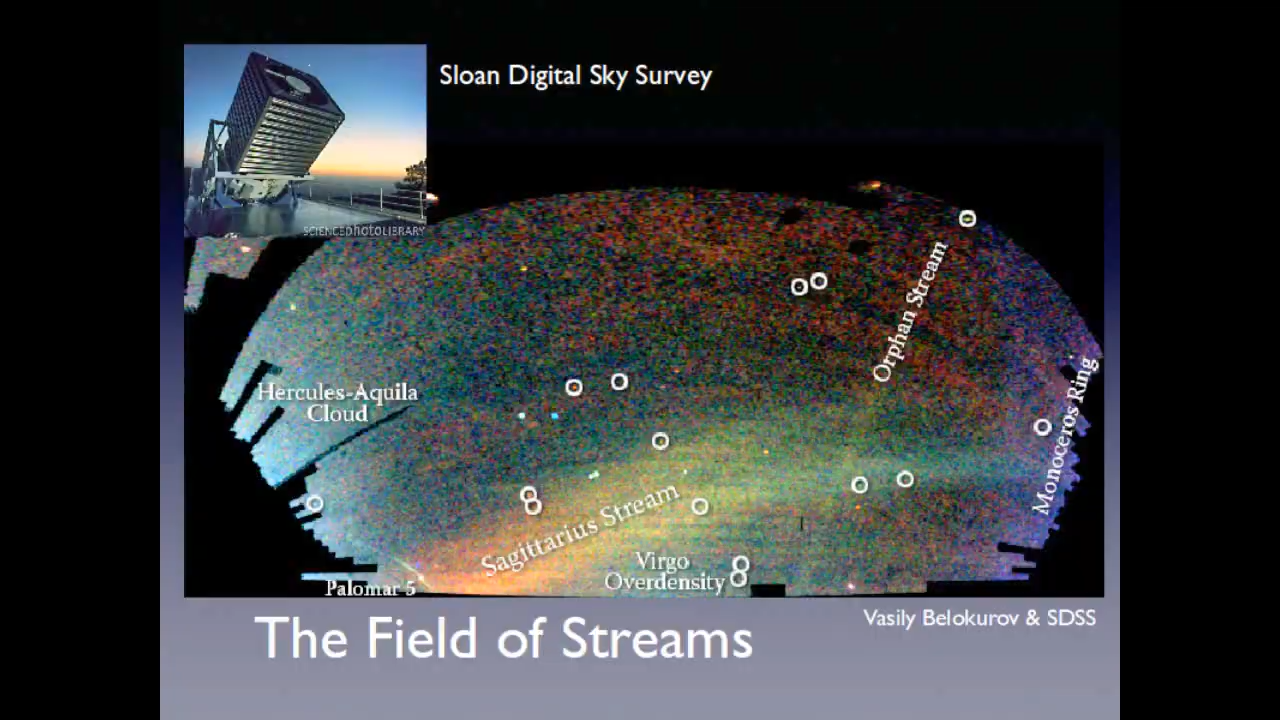 Sloan Digital Sky Survey
SCIENCEPHOTOLIBRARY
Orphan Stream
Hercules-Aquila
Cloud
Monoceros Ring
Sagittarius Stream
Virgo
Overdensity
Palomar 5
Vasily Belokurov & SDSS
The Field of Streams